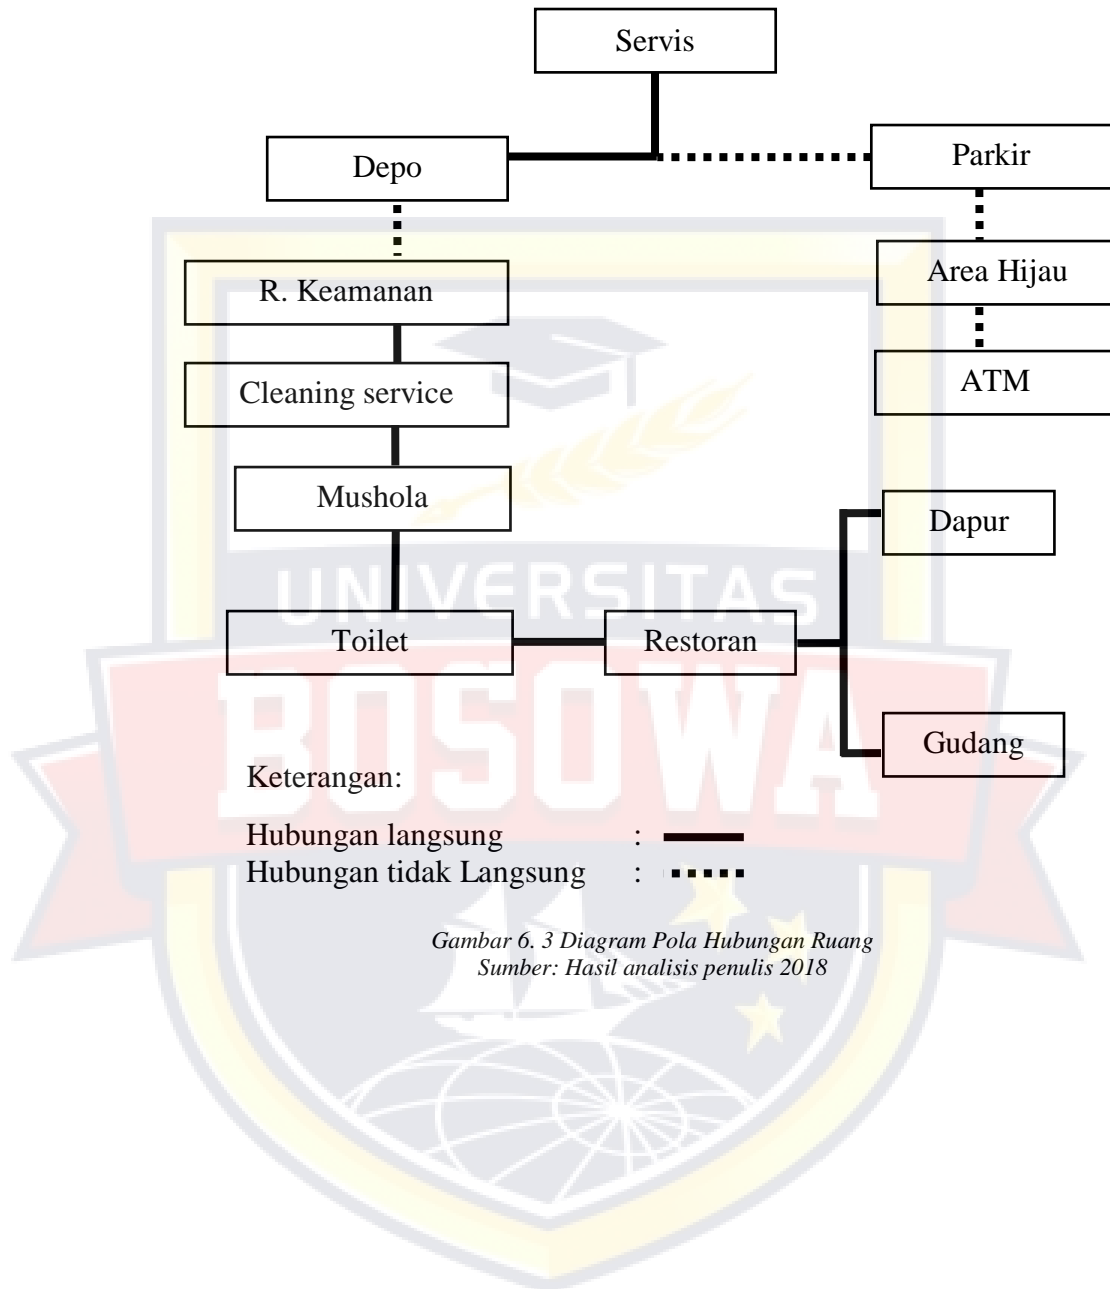 Servis
Depo
Parkir
R. Keamanan
Area Hijau
Cleaning service
ATM
Mushola
Dapur
Toilet
Restoran
Gudang
UNIVERSITAS
BOSOWA
Keterangan:
Hubungan langsung :
Hubungan tidak Langsung :
Gambar 6. 3 Diagram Pola Hubungan Ruang
Sumber: Hasil analisis penulis 2018